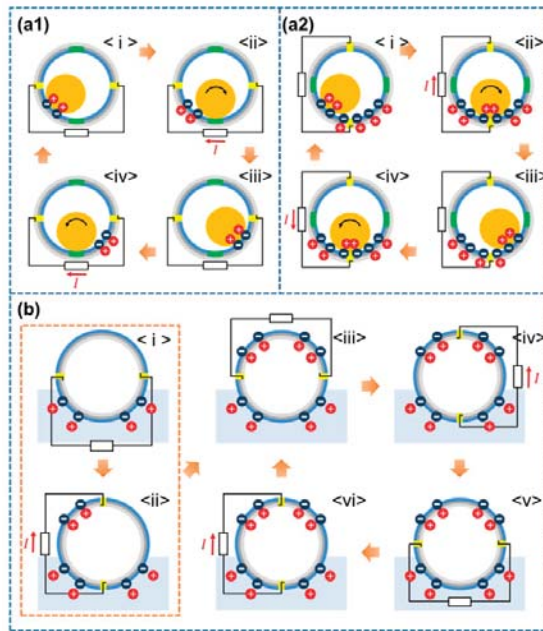 (a1)
< i >
<ii>
I
<iv>
<iii>
I
(a2)
< i >
<ii>
I
<iv>
<iii>
I
(b)
< i >
<iii>
<iv>
I
<ii>
I
<vi>
I
<v>